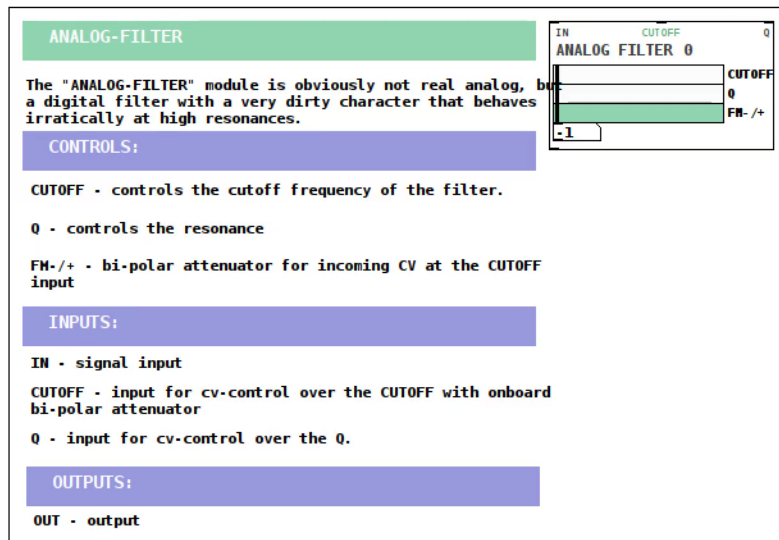 ANALOG-FILTER
The "ANALOG-FILTER" module is obviously not real analog, but
a digital filter with a very dirty character that behaves
irratically at high resonances.
CONTROLS:
CUTOFF - controls the cutoff frequency of the filter.
Q - controls the resonance
FM-/+ - bi-polar attenuator for incoming CV at the CUTOFF
input
INPUTS:
IN - signal input
CUTOFF - input for cv-control over the CUTOFF with onboard
bi-polar attenuator
Q - input for cv-control over the Q.
OUTPUTS:
OUT - output
IN CUTOFF Q
ANALOG FILTER 0
CUTOFF
Q
FM-/+
-1